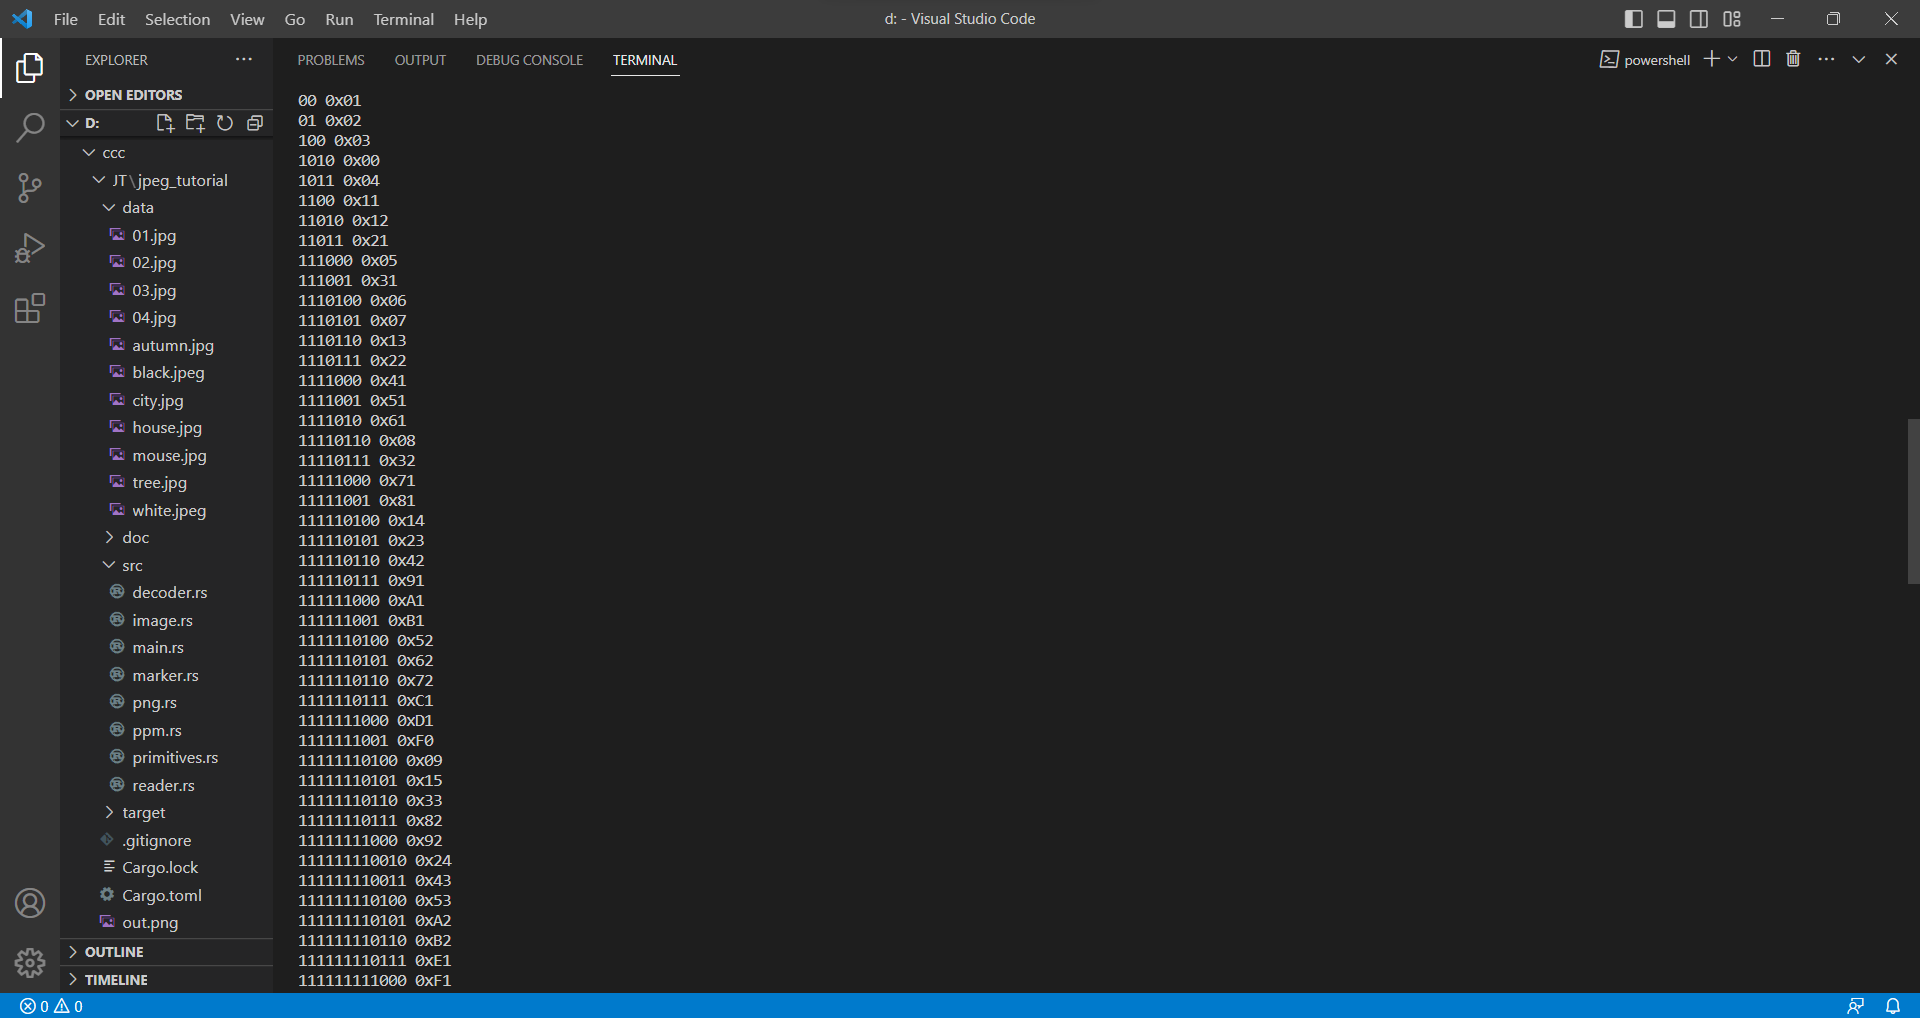 File Edit Selection View Go Run Terminal Help
d: - Visual Studio Code
EXPLORER
OPEN EDITORS
D:
ccc
JT\jpeg_tutorial
data
01.jpg
02.jpg
03.jpg
04.jpg
autumn.jpg
black.jpeg
city.jpg
house.jpg
mouse.jpg
tree.jpg
white.jpeg
doc
src
decoder.rs
image.rs
main.rs
marker.rs
png.rs
ppm.rs
primitives.rs
reader.rs
target
.gitignore
Cargo.lock
Cargo.toml
out.png
OUTLINE
TIMELINE
PROBLEMS OUTPUT DEBUG CONSOLE TERMINAL
powershell
00 0x01
01 0x02
100 0x03
1010 0x00
1011 0x04
1100 0x11
11010 0x12
11011 0x21
111000 0x05
111001 0x31
1110100 0x06
1110101 0x07
1110110 0x13
1110111 0x22
1111000 0x41
1111001 0x51
1111010 0x61
11110110 0x08
11110111 0x32
11111000 0x71
11111001 0x81
111110100 0x14
111110101 0x23
111110110 0x42
111110111 0x91
111111000 0xA1
111111001 0xB1
1111110100 0x52
1111110101 0x62
1111110110 0x72
1111110111 0xC1
1111111000 0xD1
1111111001 0xF0
11111110100 0x09
11111110101 0x15
11111110110 0x33
11111110111 0x82
11111111000 0x92
111111110010 0x24
111111110011 0x43
111111110100 0x53
111111110101 0xA2
111111110110 0xB2
111111110111 0xE1
111111111000 0xF1
0 0